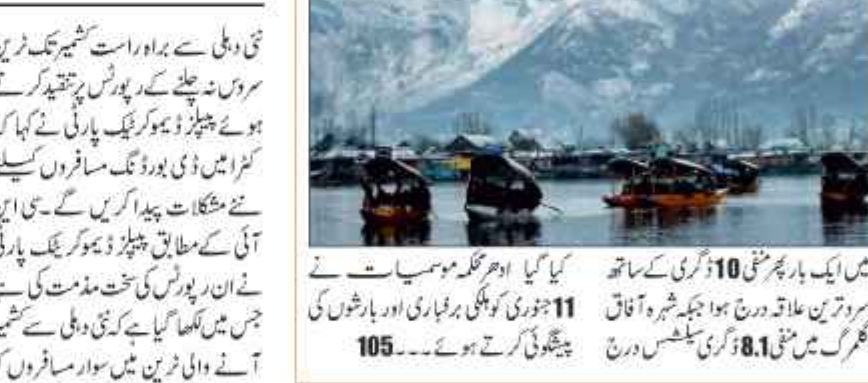 میں ایک بار پھر منفی 10 ڈگری کے ساتھ
سرد ترین علاقہ درج ہوا جبکہ شہرہ آفاق
گلمرگ میں منفی 8.1 ڈگری سیلشس درج
کیا گیا ادھر محکمہ موسمیات نے
11 جنوری کو ہلکی برفباری اور بارشوں کی
پیشگوئی کرتے ہوئے۔۔۔105
نئی دہلی سے براہ راست کشمیر تک ٹرین
سروس نہ چلنے کے رپورٹس پر تنقید کرتے
ہوئے پیپلز ڈیموکریٹک پارٹی نے کہا کہ
کٹرا میں ڈی بورڈنگ مسافروں کیلئے
نئے مشکلات پیدا کریں گے ۔سی این
آئی کے مطابق پیپلز ڈیموکریٹک پارٹی
نے ان رپورٹس کی سخت مذمت کی ہے
جس میں لکھا گیا ہے کہ نئی دہلی سے کشمیر
آنے والی ٹرین میں سوار مسافروں کو